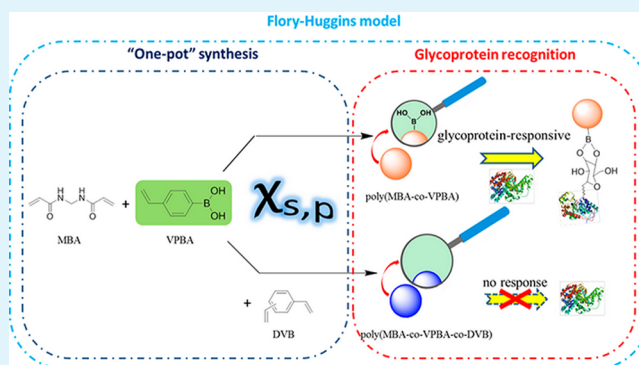 Flory-Huggins model
"One-pot" synthesis
Glycoprotein recognition
HO OH
B
glycoprotein-responsive
poly(MBA-co-VPBA)
B
O O
HO OH
O
H H
N N
O O
MBA
+
OH
B
OH
VPBA
χs,p
+
DVB
no response
poly(MBA-co-VPBA-co-DVB)